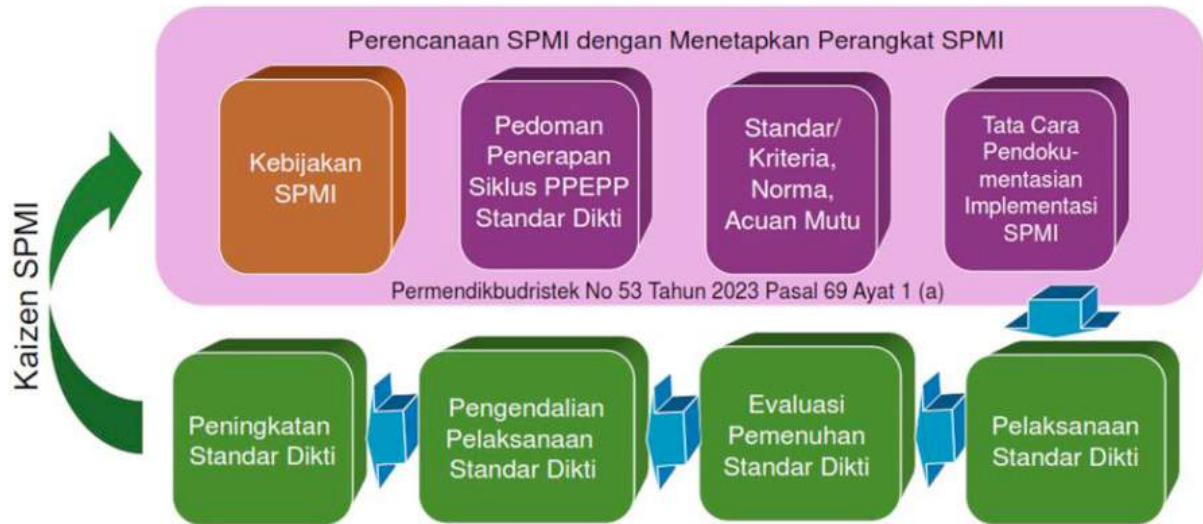 Perencanaan SPMI dengan Menetapkan Perangkat SPMI
Kebijakan
SPMI
Pedoman
Penerapan
Siklus PPEPP
Standar Dikti
Standar/
Kriteria,
Norma,
Acuan Mutu
Tata Cara
Pendoku-
mentasian
Implementasi
SPMI
Permendikbudristek No 53 Tahun 2023 Pasal 69 Ayat 1 (a)
Kaizen SPMI
Peningkatan
Standar Dikti
Pengendalian
Pelaksanaan
Standar Dikti
Evaluasi
Pemenuhan
Standar Dikti
Pelaksanaan
Standar Dikti